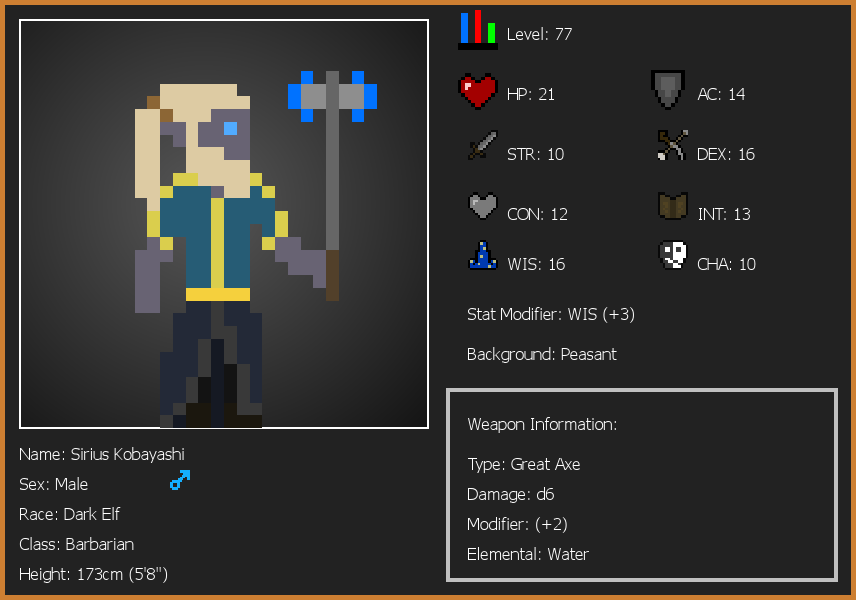 Level: 77
HP: 21
AC: 14
STR: 10
DEX: 16
CON: 12
INT: 13
WIS: 16
CHA: 10
Stat Modifier: WIS (+3)
Background: Peasant
Weapon Information:
Type: Great Axe
Damage: d6
Modifier: (+2)
Elemental: Water
Name: Sirius Kobayashi
Sex: Male
Race: Dark Elf
Class: Barbarian
Height: 173cm (5'8")